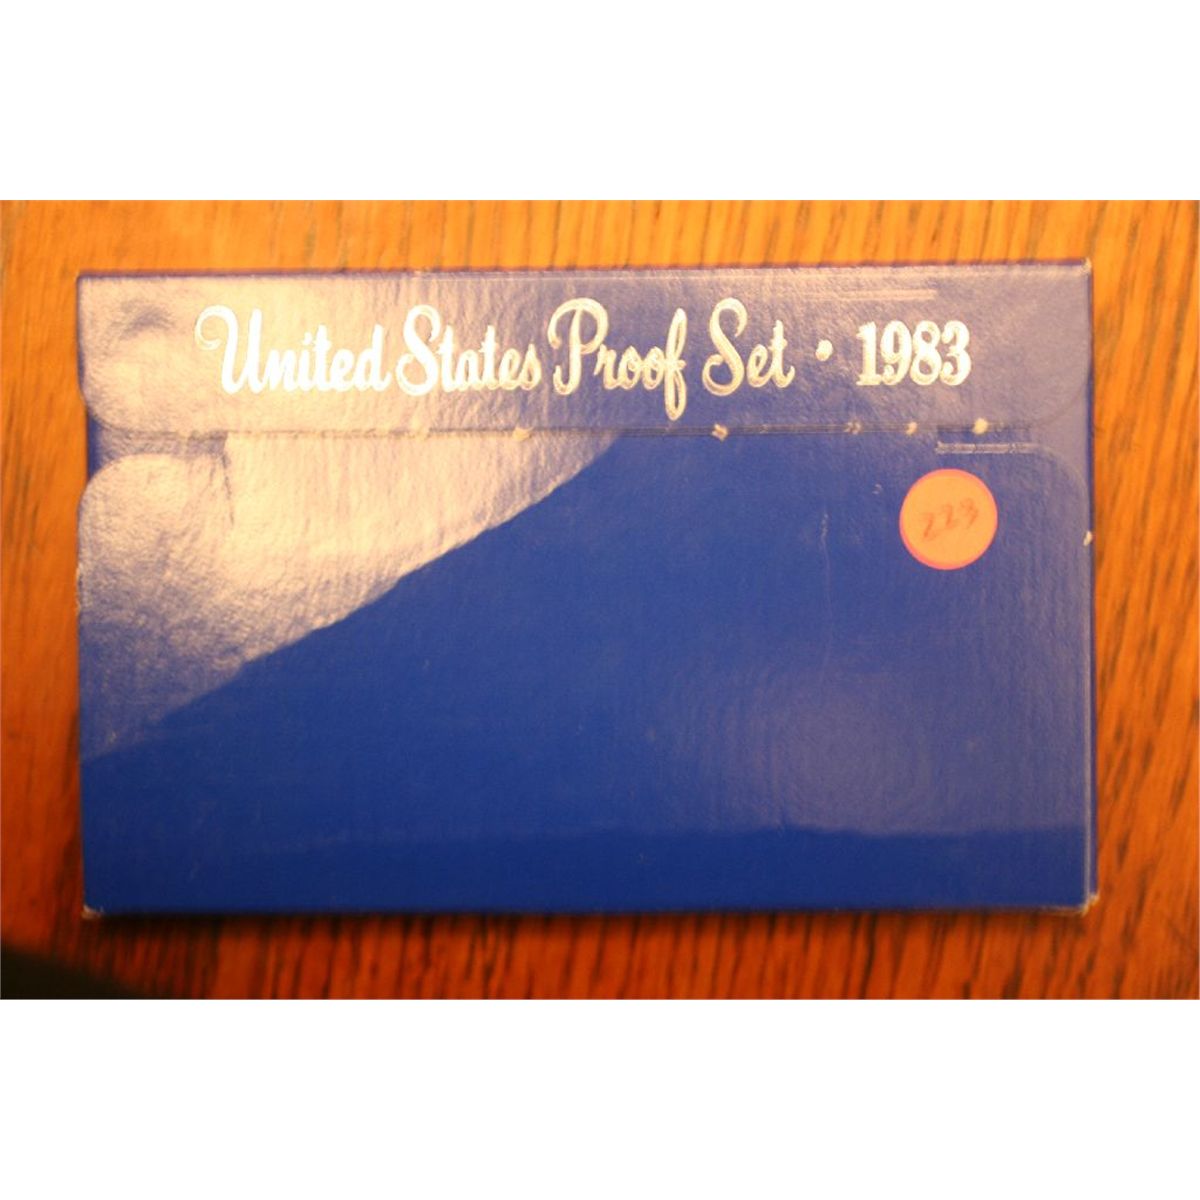 United States Proof Set · 1983
223